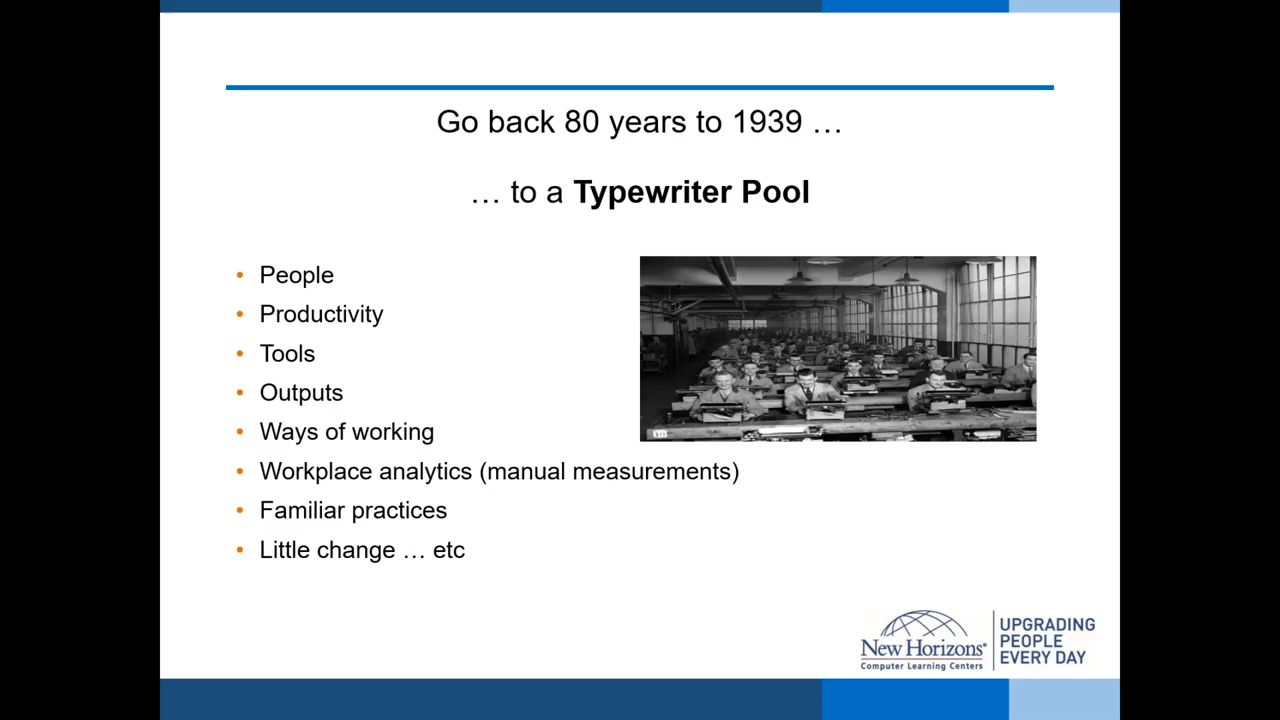 Go back 80 years to 1939 …
… to a Typewriter Pool
• People
• Productivity
• Tools
• Outputs
• Ways of working
• Workplace analytics (manual measurements)
• Familiar practices
• Little change … etc
New Horizons®
Computer Learning Centers
UPGRADING
PEOPLE
EVERY DAY